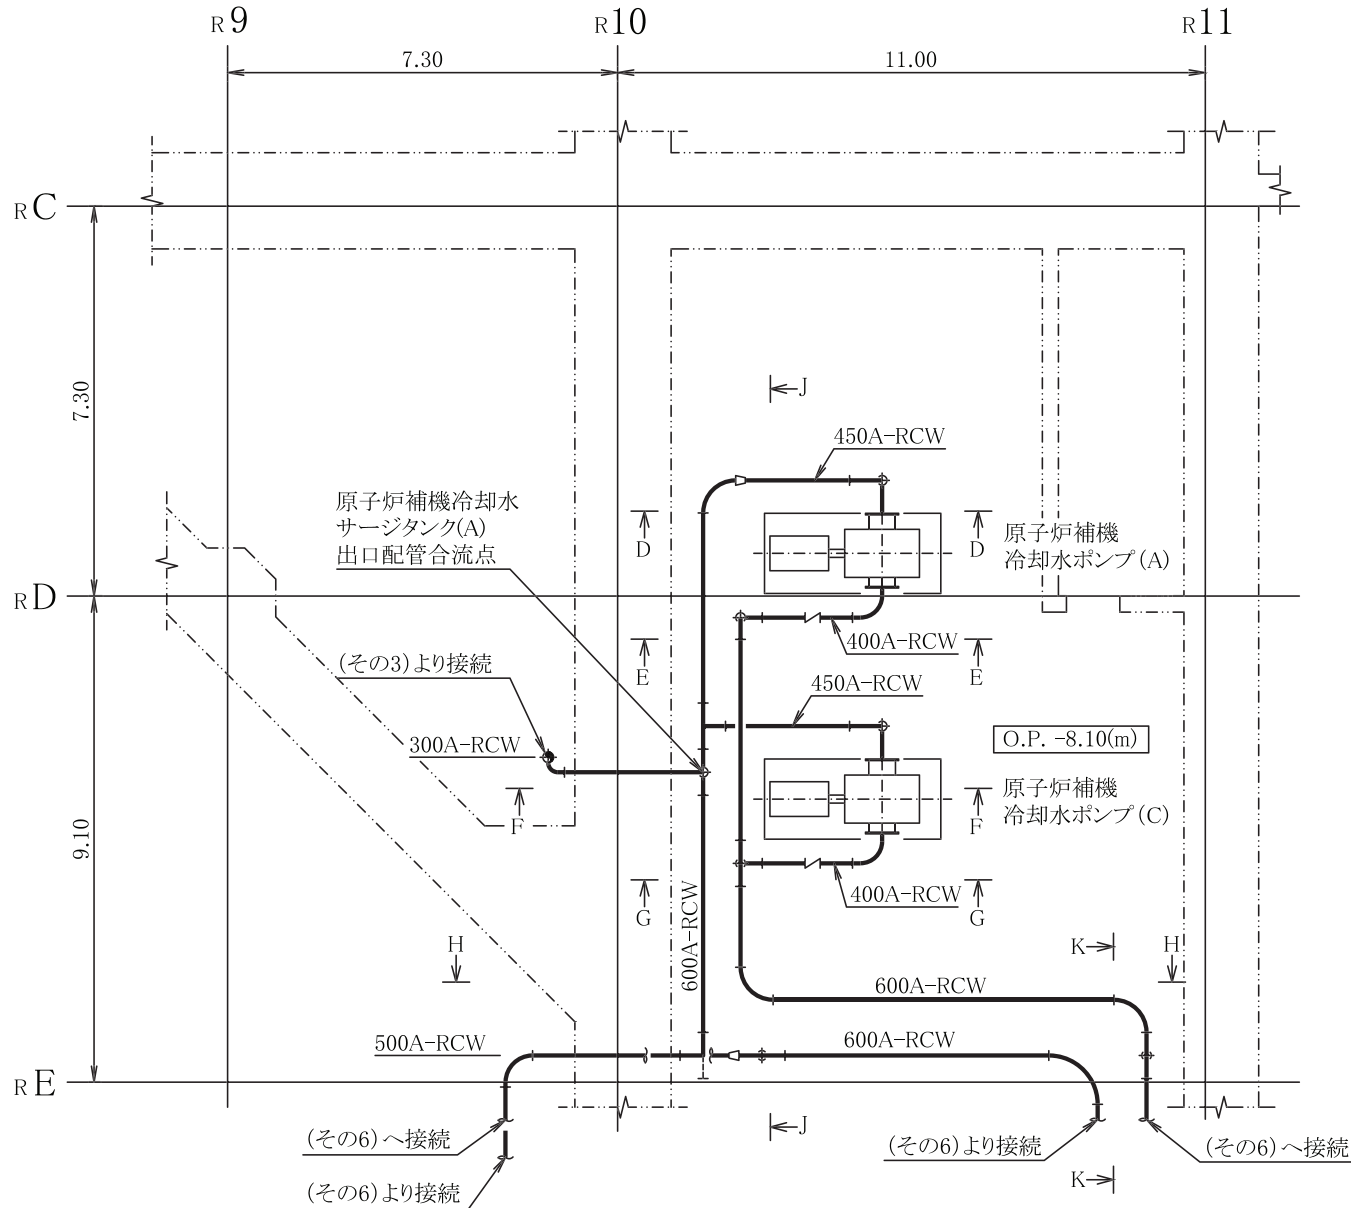 R9
R10
R11
7.30
11.00
RC
7.30
J
450A-RCW
原子炉補機冷却水
サージタンク(A)
出口配管合流点
D
D
原子炉補機
冷却水ポンプ(A)
RD
400A-RCW
(その3)より接続
E
E
450A-RCW
300A-RCW
O.P. -8.10(m)
原子炉補機
冷却水ポンプ(C)
F
F
9.10
400A-RCW
G
G
600A-RCW
H
K
H
600A-RCW
500A-RCW
600A-RCW
RE
J
(その6)へ接続
(その6)より接続
(その6)へ接続
K
(その6)より接続